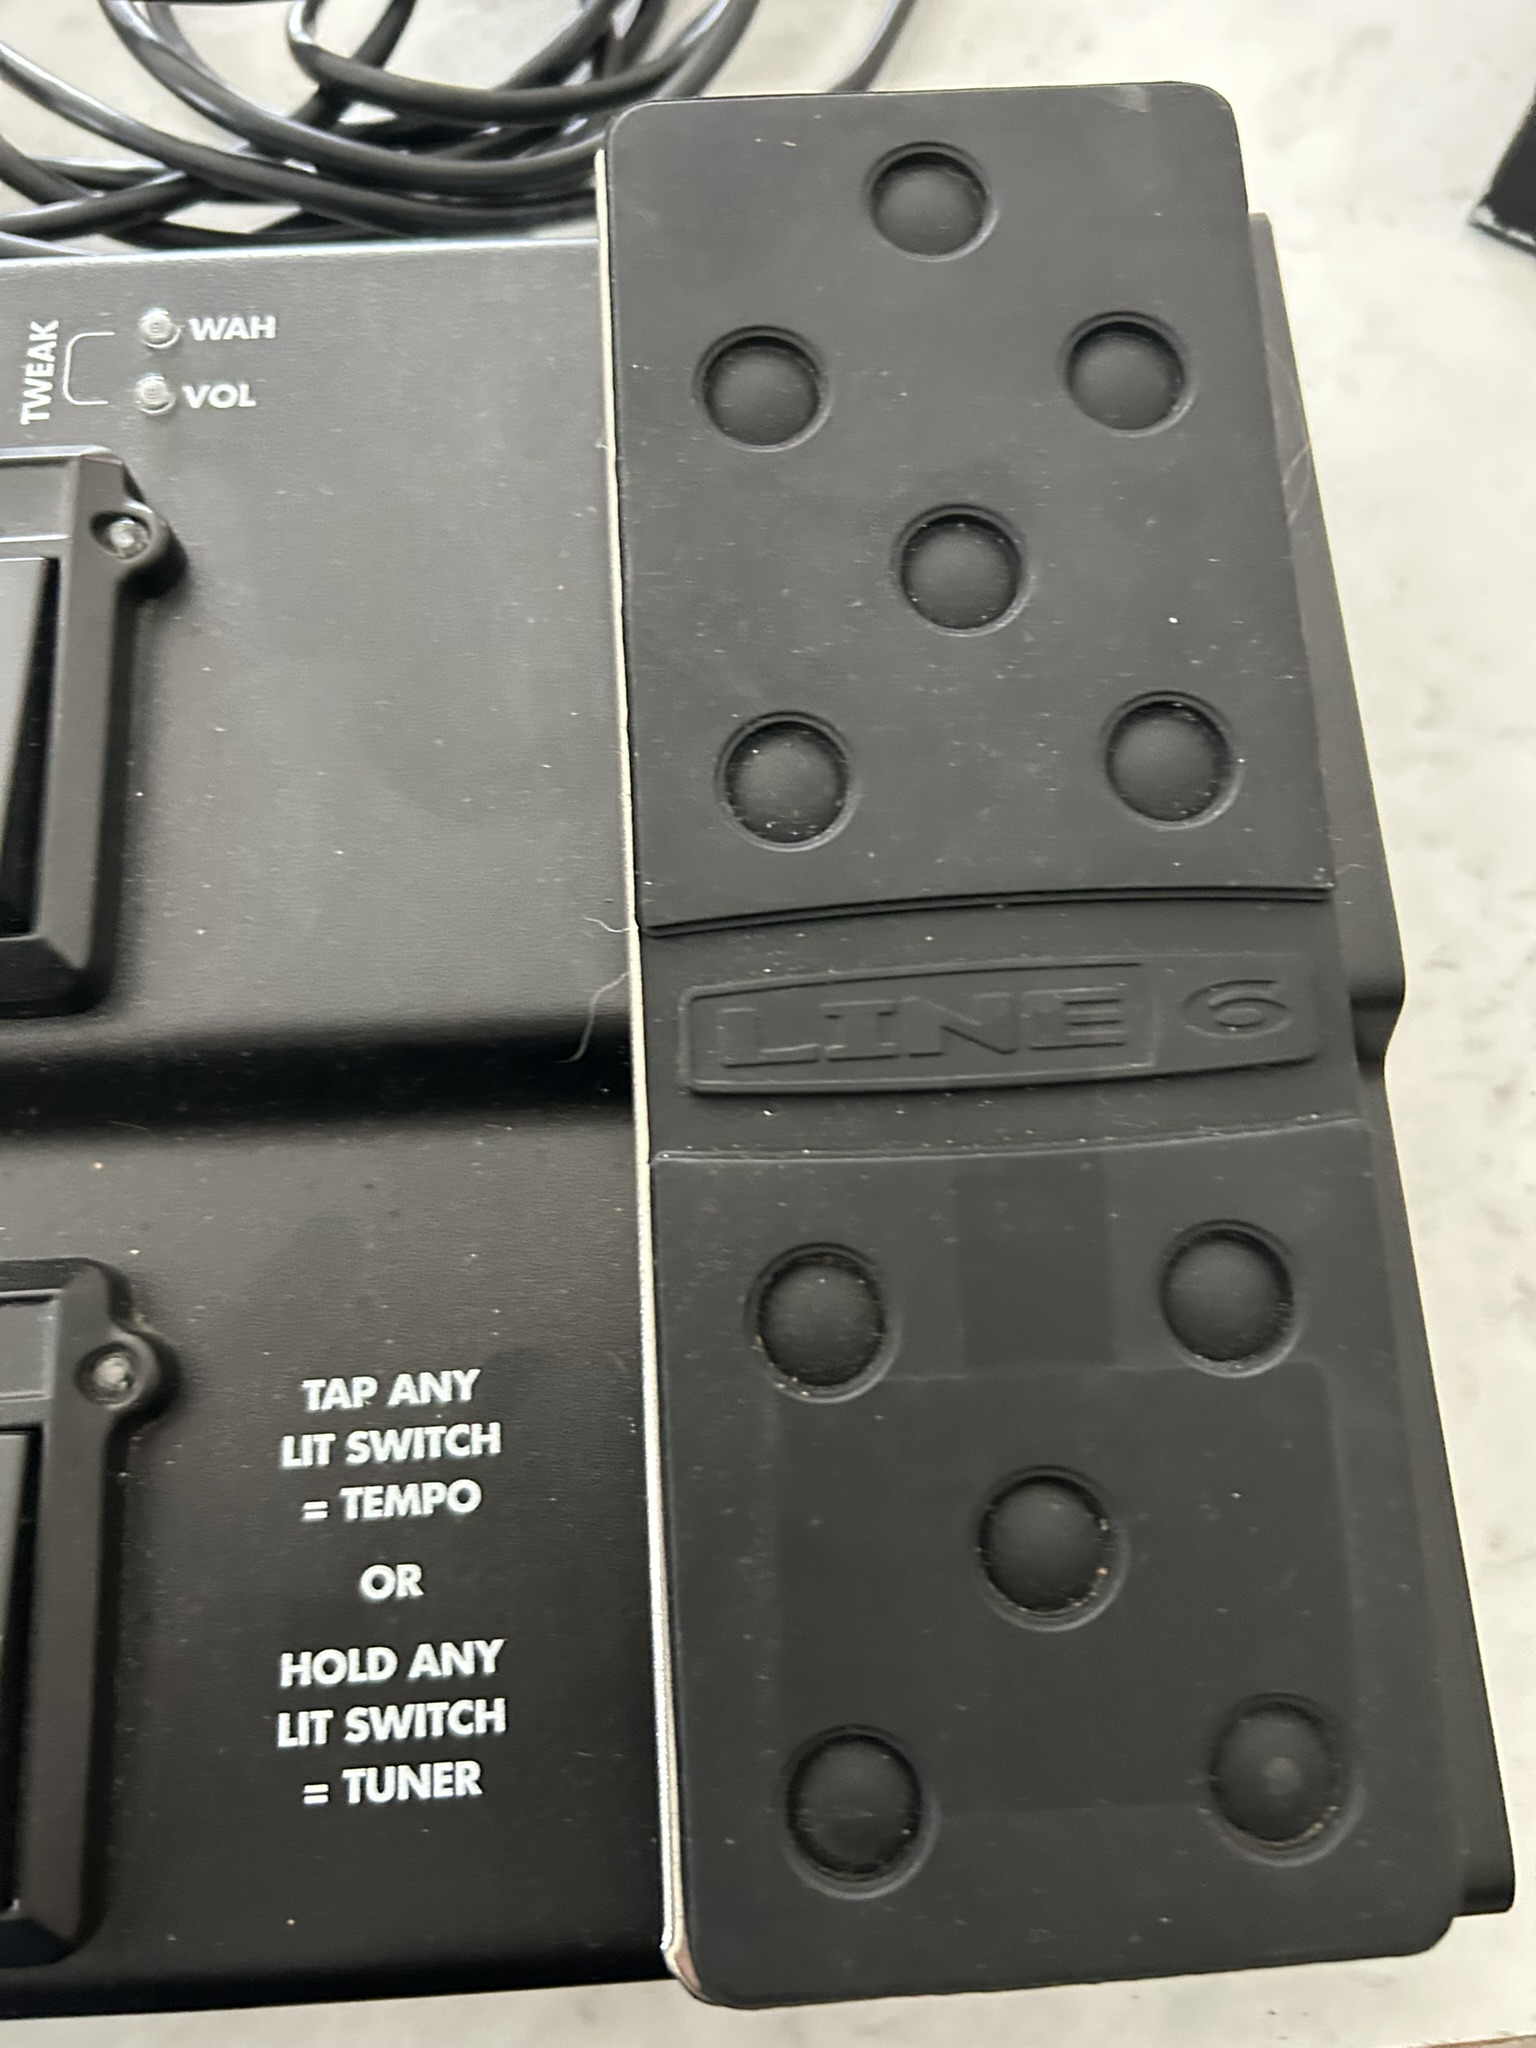 TWEAK
WAH
VOL
LINE 6
TAP ANY
LIT SWITCH
= TEMPO
OR
HOLD ANY
LIT SWITCH
= TUNER